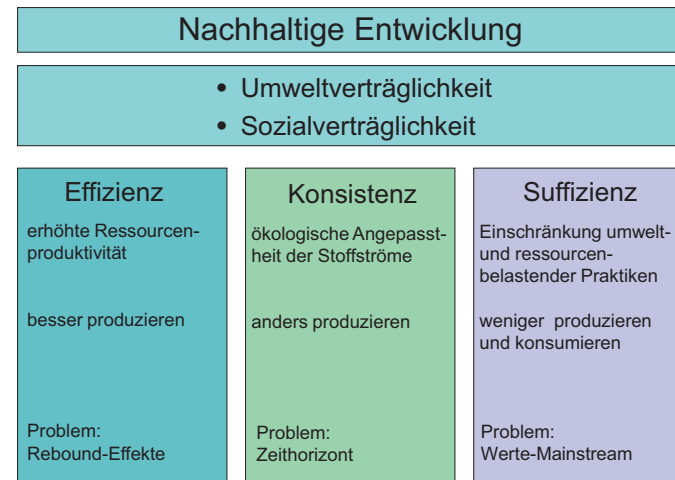 Nachhaltige Entwicklung
• Umweltverträglichkeit
• Sozialverträglichkeit
Effizienz
erhöhte Ressourcen-
produktivität
besser produzieren
Problem:
Rebound-Effekte
Konsistenz
ökologische Angepasst-
heit der Stoffströme
anders produzieren
Problem:
Zeithorizont
Suffizienz
Einschränkung umwelt-
und ressourcen-
belastender Praktiken
weniger produzieren
und konsumieren
Problem:
Werte-Mainstream